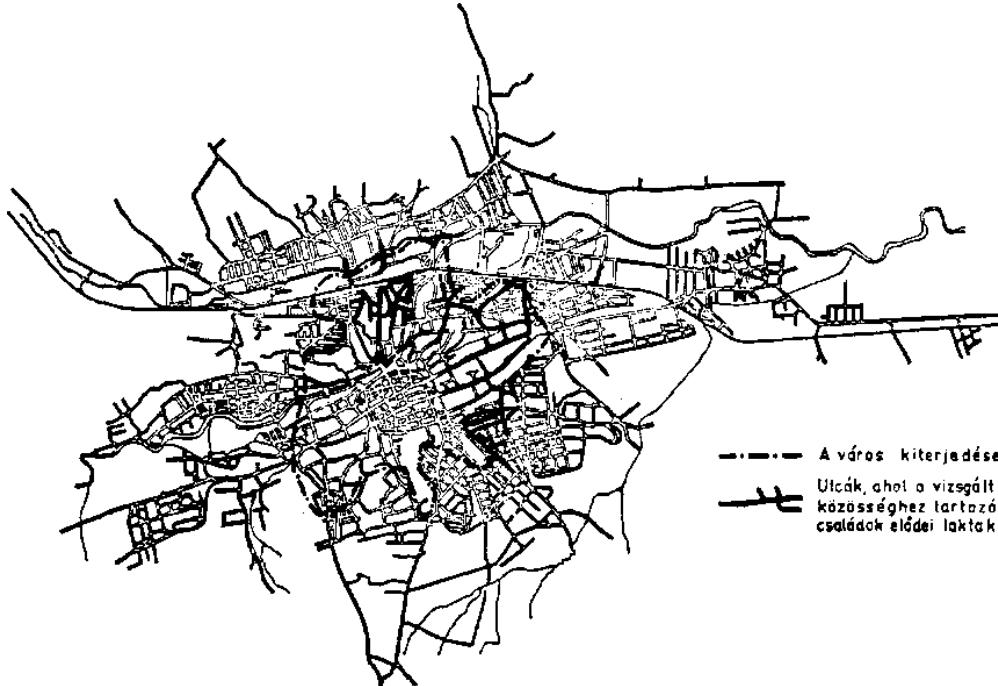 A város kiterjedése
Utcák, ahol a vizsgált
közösséghez tartozó
családok elődei laktak